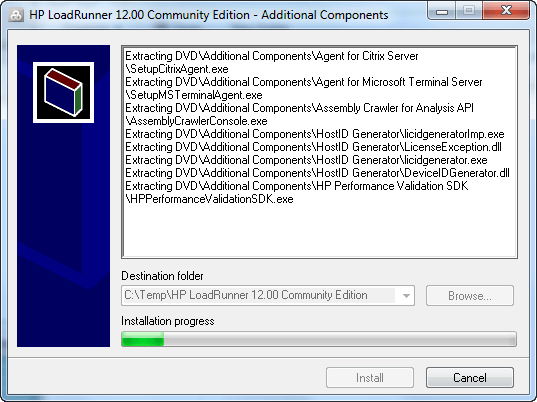 HP LoadRunner 12.00 Community Edition - Additional Components
Extracting DVD\Additional Components\Agent for Citrix Server
\SetupCitrixAgent.exe
Extracting DVD\Additional Components\Agent for Microsoft Terminal Server
\SetupMSTerminalAgent.exe
Extracting DVD\Additional Components\Assembly Crawler for Analysis API
\AssemblyCrawlerConsole.exe
Extracting DVD\Additional Components\HostID Generator\licidgeneratorImp.exe
Extracting DVD\Additional Components\HostID Generator\LicenseException.dll
Extracting DVD\Additional Components\HostID Generator\licidgenerator.exe
Extracting DVD\Additional Components\HostID Generator\DeviceIDGenerator.dll
Extracting DVD\Additional Components\HP Performance Validation SDK
\HPPerformanceValidationSDK.exe
Destination folder
C:\Temp\HP LoadRunner 12.00 Community Edition
Browse...
Installation progress
Install
Cancel